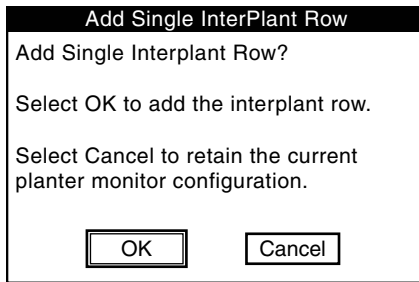 Add Single InterPlant Row
Add Single Interplant Row?
Select OK to add the interplant row.
Select Cancel to retain the current
planter monitor configuration.
OK Cancel